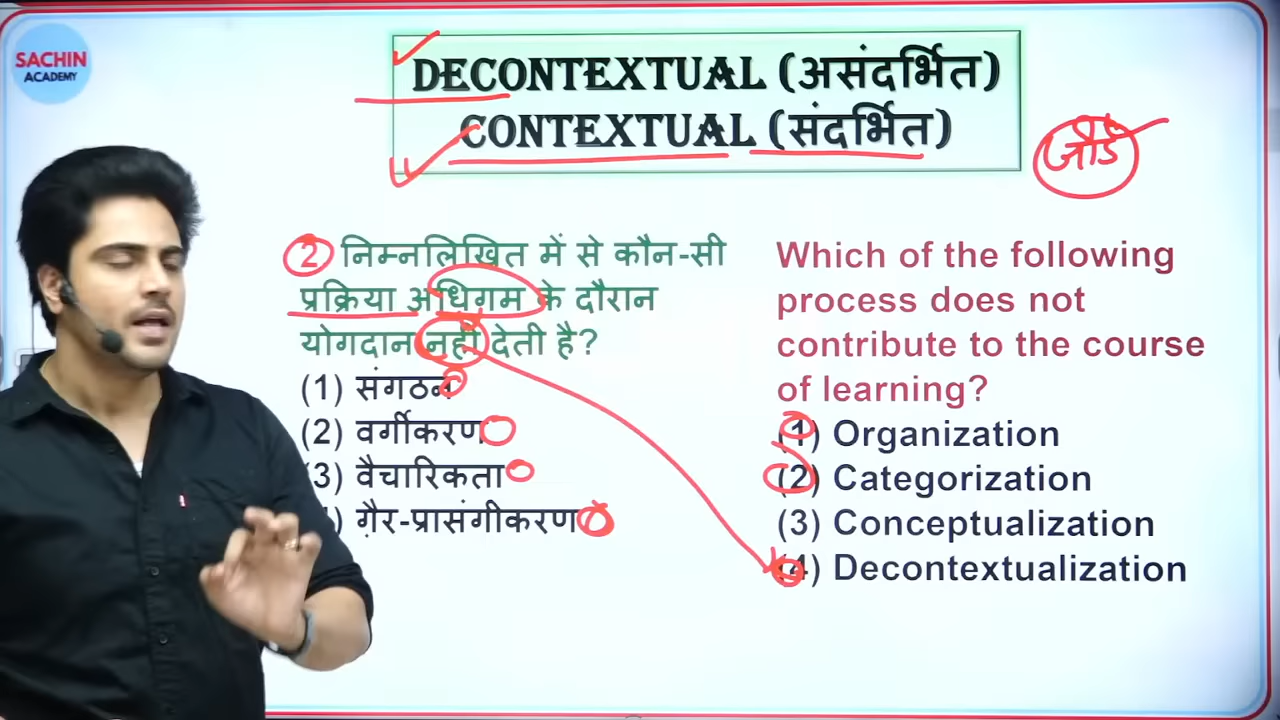 SACHIN
ACADEMY
DECONTEXTUAL (असंदर्भित)
CONTEXTUAL (संदर्भित)
जोड़
2 निम्नलिखित में से कौन-सी
प्रक्रिया अधिगम के दौरान
योगदान नहीं देती है?
(1) संगठन
(2) वर्गीकरण
(3) वैचारिकता
) ग़ैर-प्रासंगीकरण
Which of the following
process does not
contribute to the course
of learning?
(1) Organization
(2) Categorization
(3) Conceptualization
(4) Decontextualization